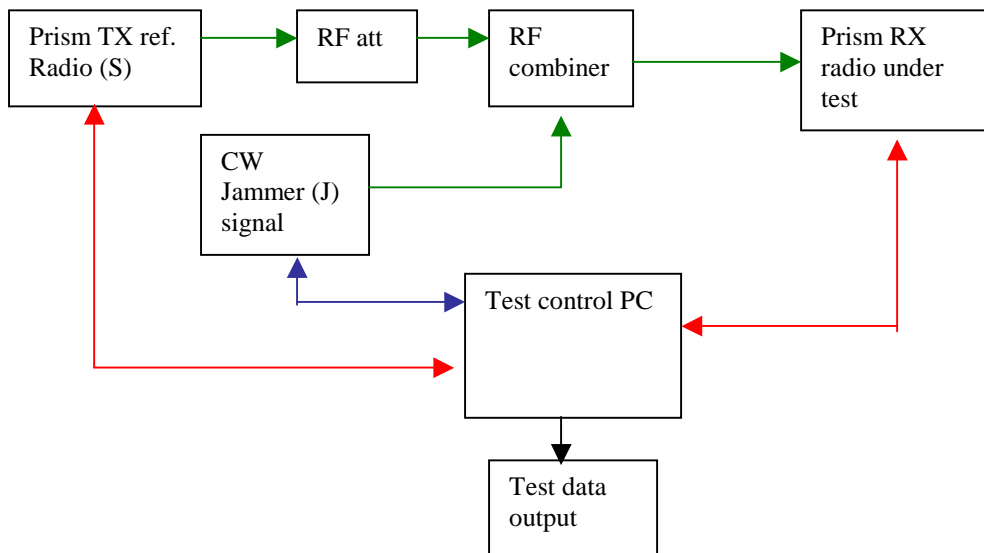 Prism TX ref.
Radio (S)
RF att
RF
combiner
Prism RX
radio under
test
CW
Jammer (J)
signal
Test control PC
Test data
output